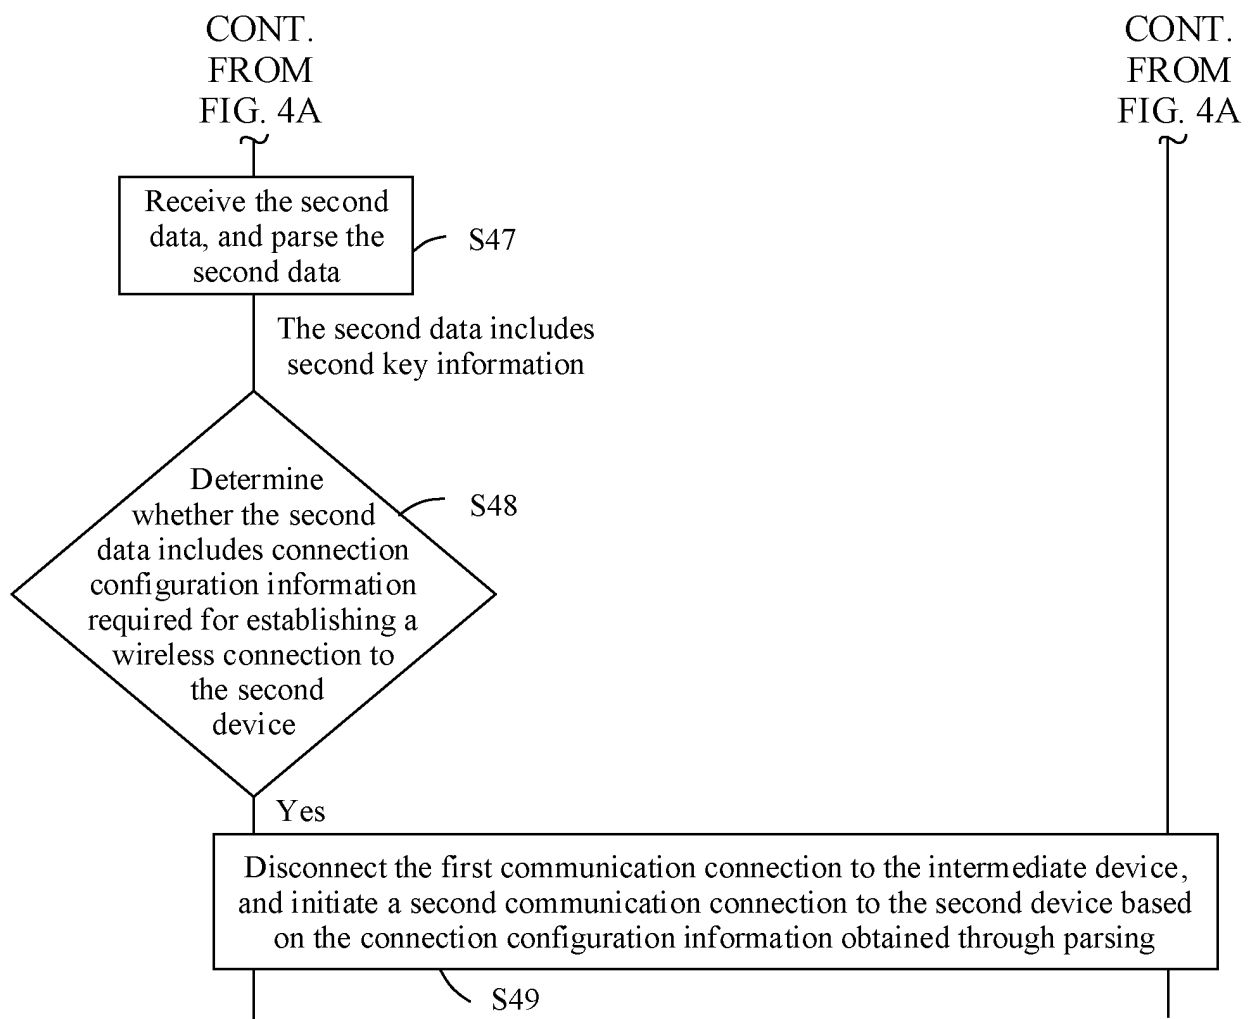 CONT.
FROM
FIG. 4A
CONT.
FROM
FIG. 4A
Receive the second
data, and parse the
second data
S47
The second data includes
second key information
Determine
whether the second
data includes connection
configuration information
required for establishing a
wireless connection to
the second
device
S48
Yes
Disconnect the first communication connection to the intermediate device,
and initiate a second communication connection to the second device based
on the connection configuration information obtained through parsing
S49